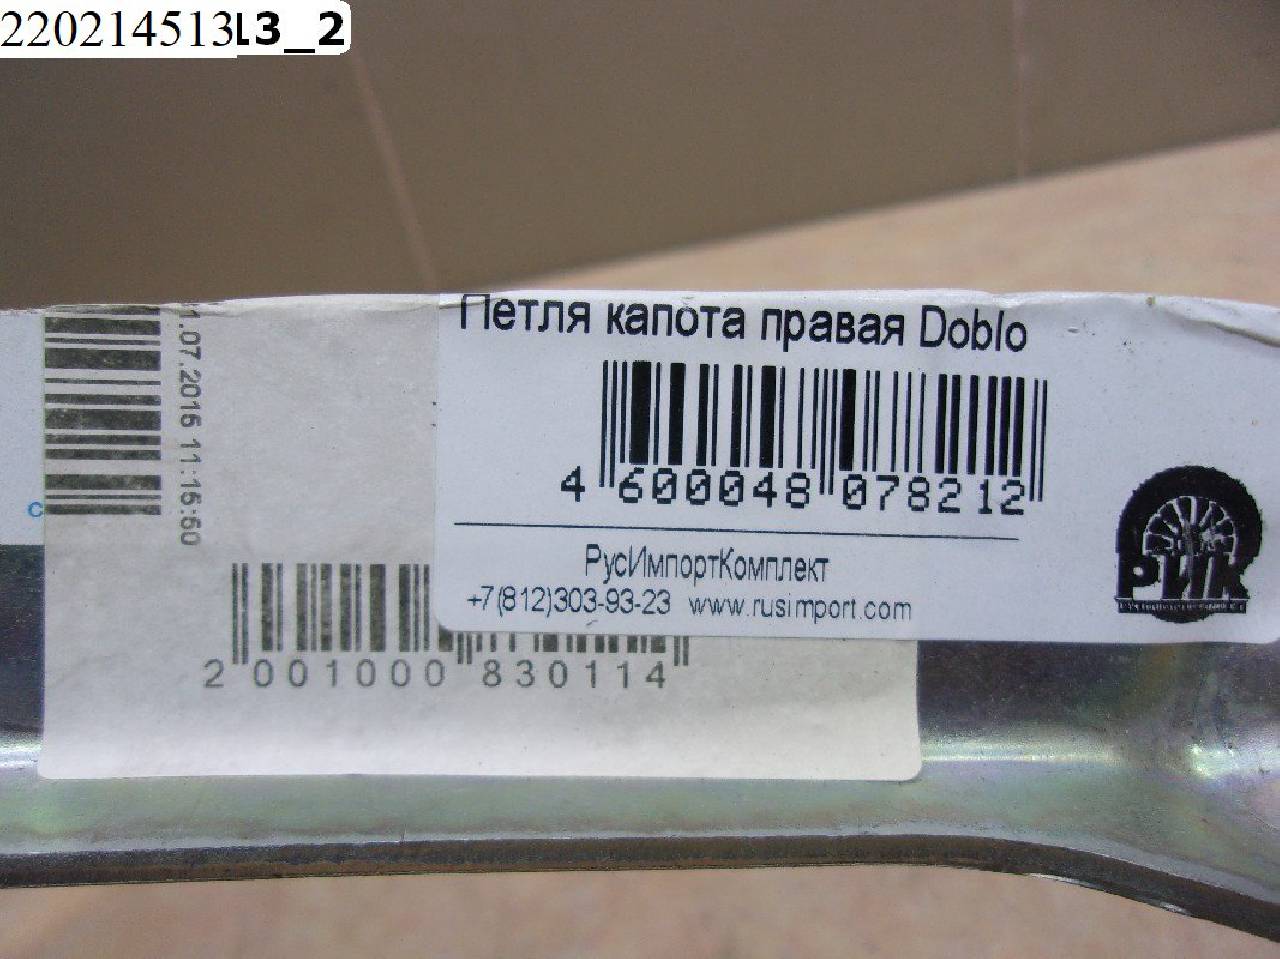 220214513L3_2
Петля капота правая Doblo
4 600048 078212
РусИмпортКомплект
+7(812)303-93-23 www.rusimport.com
РИК
1.07.2016 11:15:50
2 001000 830114
c